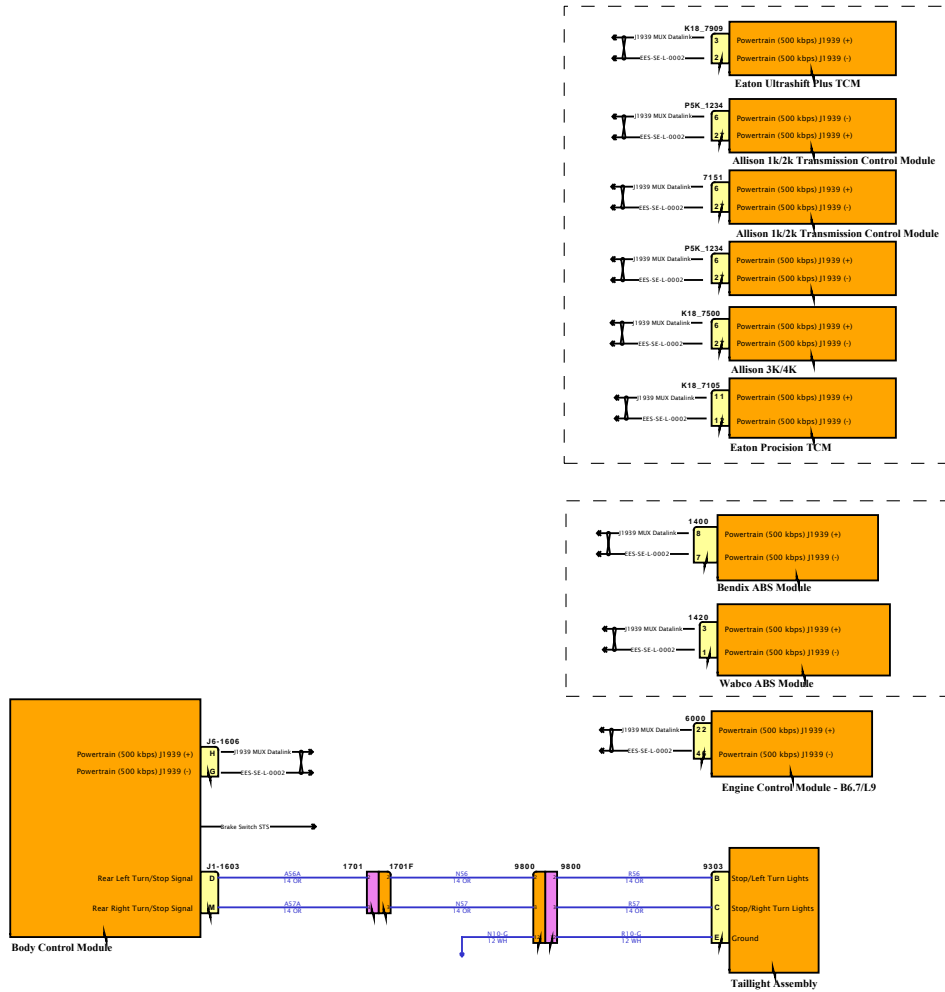 K18_7909
J1939 MUX Datalink
3
Powertrain (500 kbps) J1939 (+)
EES-SE-L-0002
2
Powertrain (500 kbps) J1939 (-)
Eaton Ultrashift Plus TCM
P5K_1234
J1939 MUX Datalink
6
Powertrain (500 kbps) J1939 (-)
EES-SE-L-0002
Powertrain (500 kbps) J1939 (+)
Allison 1k/2k Transmission Control Module
7151
J1939 MUX Datalink
6
Powertrain (500 kbps) J1939 (+)
EES-SE-L-0002
Powertrain (500 kbps) J1939 (-)
Allison 1k/2k Transmission Control Module
P5K_1234
J1939 MUX Datalink
6
Powertrain (500 kbps) J1939 (+)
EES-SE-L-0002
Powertrain (500 kbps) J1939 (-)
K18_7500
J1939 MUX Datalink
6
Powertrain (500 kbps) J1939 (+)
EES-SE-L-0002
Powertrain (500 kbps) J1939 (-)
Allison 3K/4K
K18_7105
J1939 MUX Datalink
11
Powertrain (500 kbps) J1939 (+)
EES-SE-L-0002
Powertrain (500 kbps) J1939 (-)
Eaton Procision TCM
1400
J1939 MUX Datalink
8
Powertrain (500 kbps) J1939 (+)
EES-SE-L-0002
7
Powertrain (500 kbps) J1939 (-)
Bendix ABS Module
1420
J1939 MUX Datalink
3
Powertrain (500 kbps) J1939 (+)
EES-SE-L-0002
1
Powertrain (500 kbps) J1939 (-)
Wabco ABS Module
6000
J1939 MUX Datalink
22
Powertrain (500 kbps) J1939 (+)
EES-SE-L-0002
Powertrain (500 kbps) J1939 (-)
Engine Control Module - B6.7/L9
J6-1606
Powertrain (500 kbps) J1939 (+)
H
J1939 MUX Datalink
Powertrain (500 kbps) J1939 (-)
G
EES-SE-L-0002
Brake Switch STS
J1-1603
1701
1701F
9800
9800
9303
Rear Left Turn/Stop Signal
D
A56A
14 OR
N56
14 OR
R56
14 OR
B
Stop/Left Turn Lights
Rear Right Turn/Stop Signal
M
A57A
14 OR
N57
14 OR
R57
14 OR
C
Stop/Right Turn Lights
N10-G
12 WH
R10-G
12 WH
E
Ground
Body Control Module
Taillight Assembly